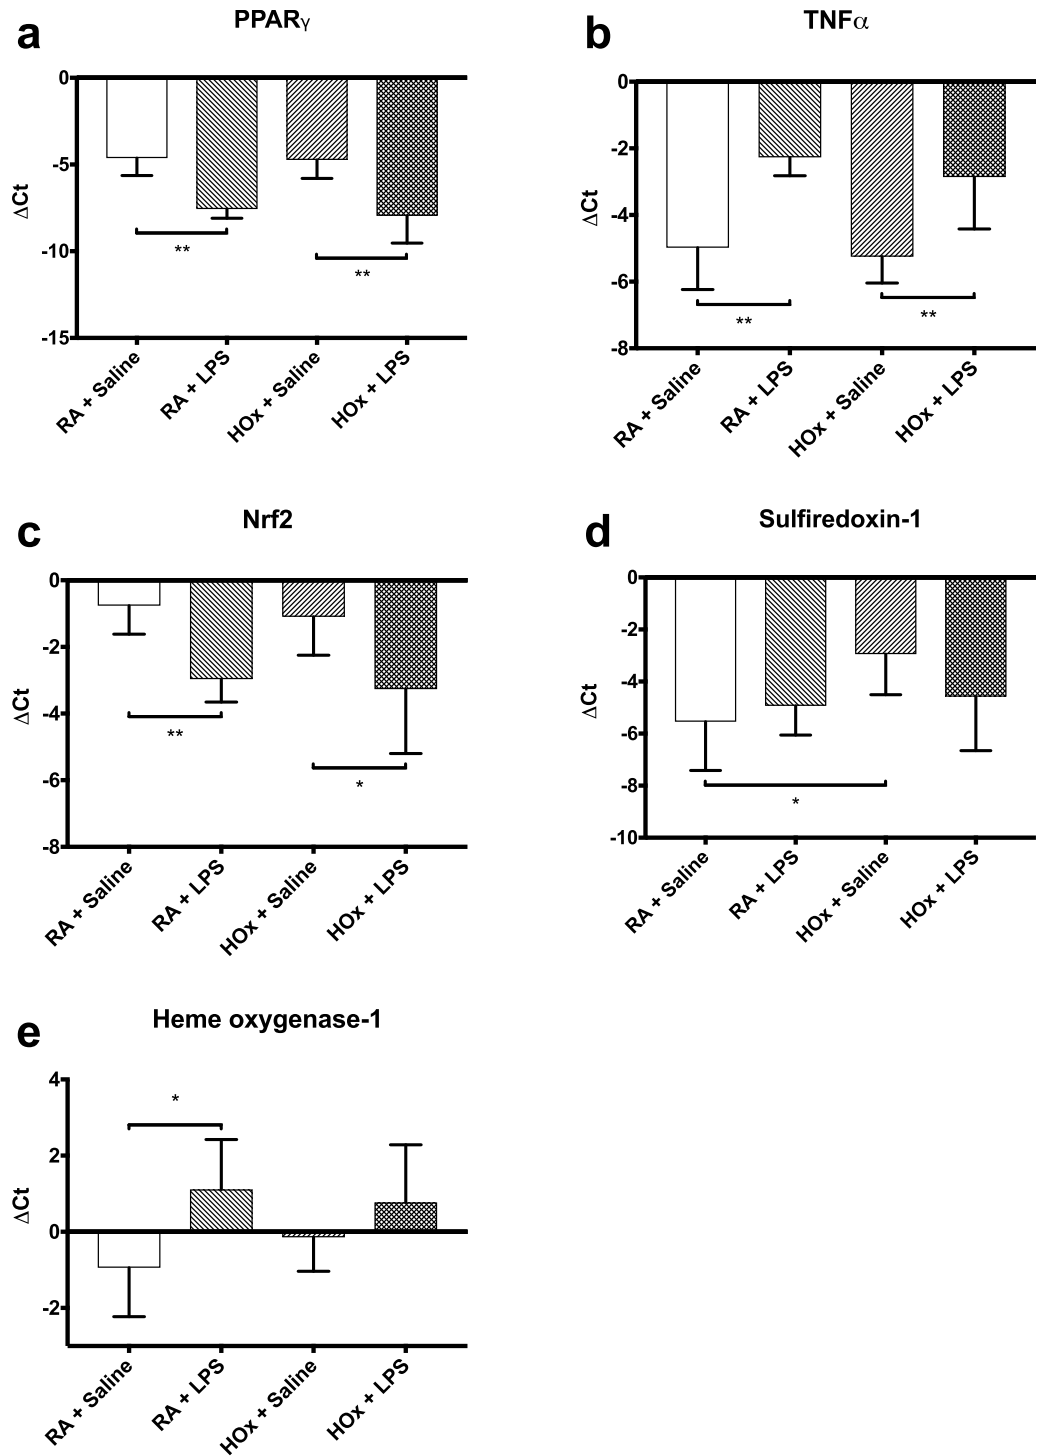 a
PPARγ
0
-5
-10
-15
ΔCt
**
**
RA + Saline
RA + LPS
HOx + Saline
HOx + LPS
b
TNFα
0
-2
-4
-6
-8
ΔCt
**
**
RA + Saline
RA + LPS
HOx + Saline
HOx + LPS
c
Nrf2
0
-2
-4
-6
-8
ΔCt
**
*
RA + Saline
RA + LPS
HOx + Saline
HOx + LPS
d
Sulfiredoxin-1
0
-2
-4
-6
-8
-10
ΔCt
*
RA + Saline
RA + LPS
HOx + Saline
HOx + LPS
e
Heme oxygenase-1
4
2
0
-2
ΔCt
*
RA + Saline
RA + LPS
HOx + Saline
HOx + LPS